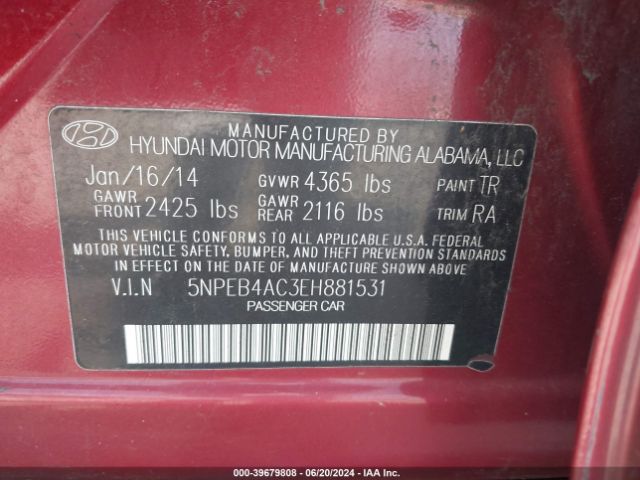 MANUFACTURED BY
HYUNDAI MOTOR MANUFACTURING ALABAMA, LLC
Jan/16/14 GVWR 4365 lbs PAINT TR
GAWR FRONT 2425 lbs GAWR REAR 2116 lbs TRIM RA
THIS VEHICLE CONFORMS TO ALL APPLICABLE U.S.A. FEDERAL
MOTOR VEHICLE SAFETY, BUMPER, AND THEFT PREVENTION STANDARDS
IN EFFECT ON THE DATE OF MANUFACTURE SHOWN ABOVE
V.I.N 5NPEB4AC3EH881531
PASSENGER CAR
000-39679808 - 06/20/2024 - IAA Inc.